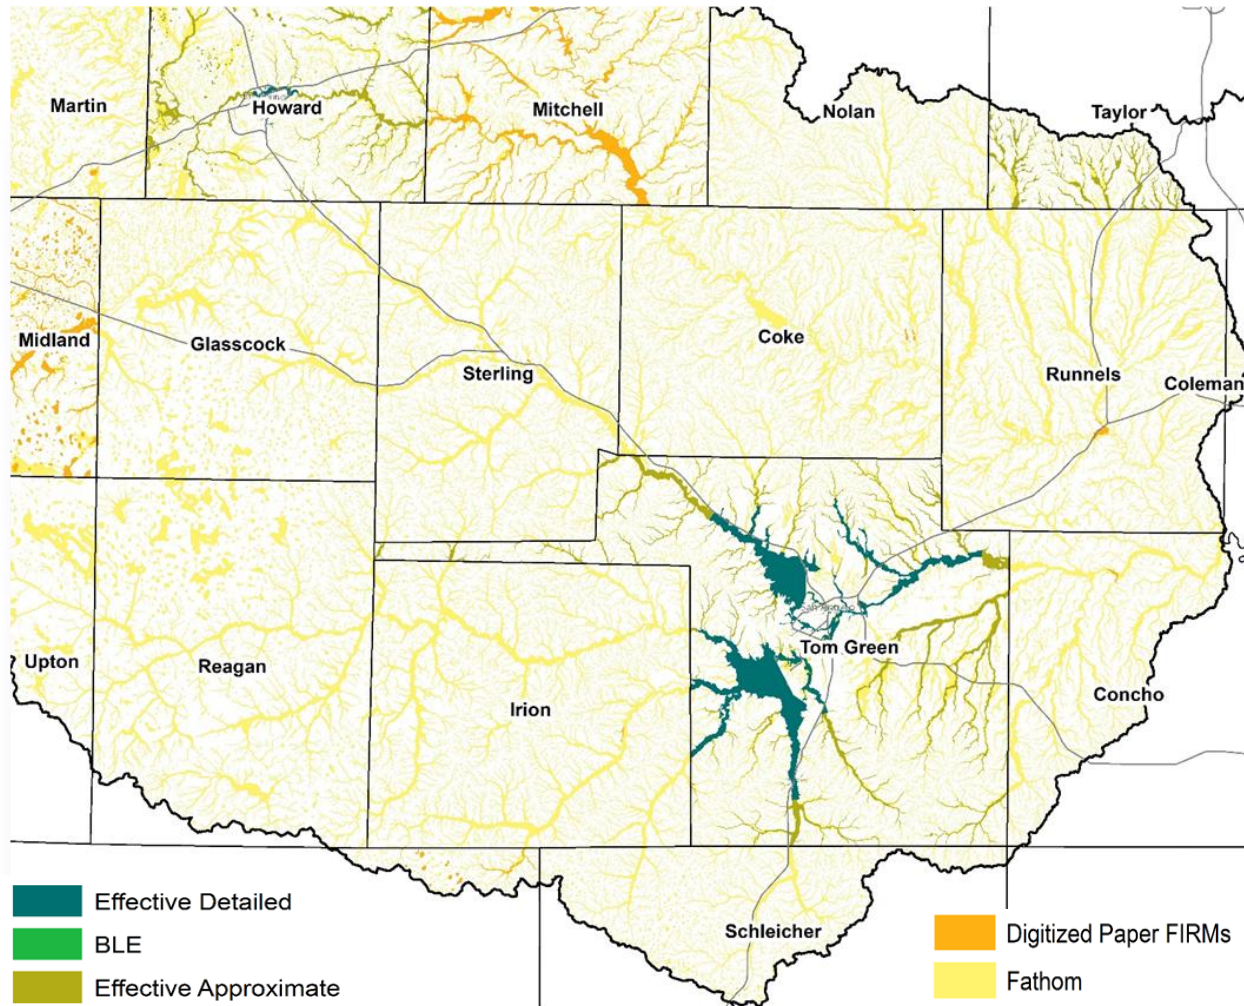 Martin
Howard
Mitchell
Nolan
Taylor
Midland
Glasscock
Sterling
Coke
Runnels
Coleman
Upton
Reagan
Irion
Tom Green
Concho
Schleicher
Effective Detailed
BLE
Effective Approximate
Digitized Paper FIRMs
Fathom